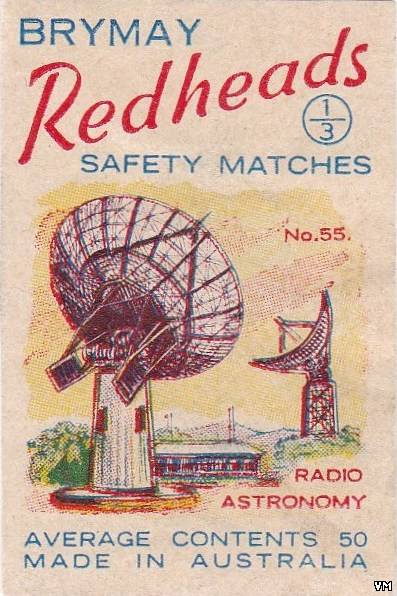 BRYMAY
Redheads
1/3
SAFETY MATCHES
No.55.
RADIO
ASTRONOMY
AVERAGE CONTENTS 50
MADE IN AUSTRALIA
VM